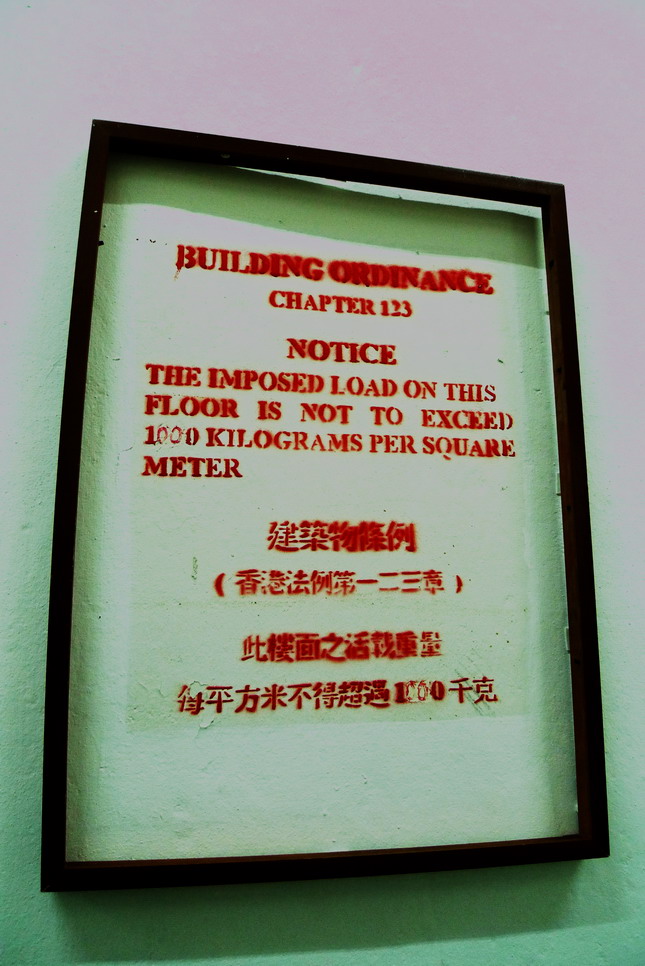 BUILDING ORDINANCE
CHAPTER 123
NOTICE
THE IMPOSED LOAD ON THIS
FLOOR IS NOT TO EXCEED
1000 KILOGRAMS PER SQUARE
METER
建築物條例
(香港法例第一二三章)
此樓面之活載重量
每平方米不得超過1000千克